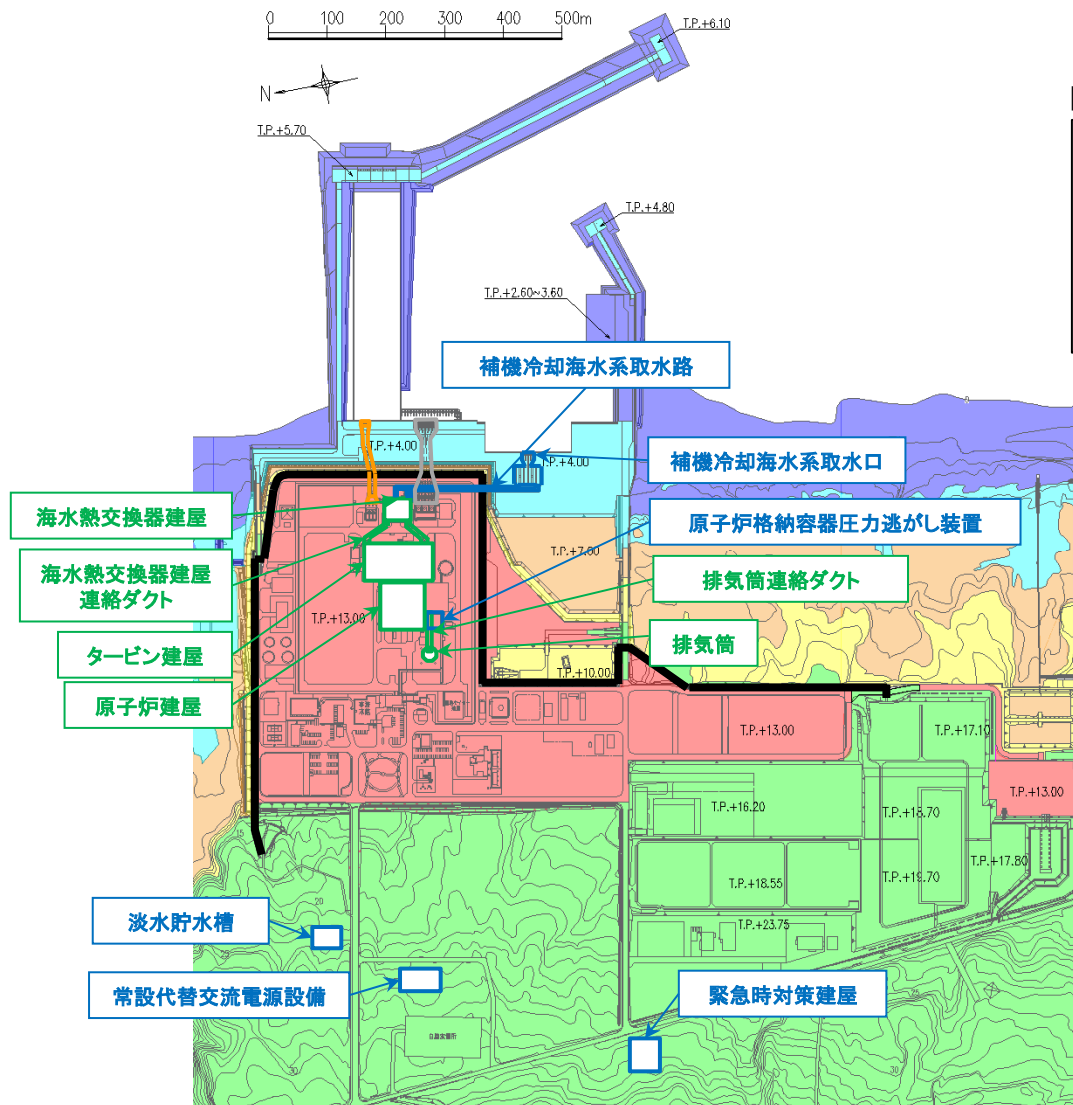 0 100 200 300 400 500m
T.P.+6.10
N
T.P.+5.70
T.P.+4.80
T.P.+2.60~3.60
補機冷却海水系取水路
T.P.+4.00
T.P.+4.00
補機冷却海水系取水口
海水熱交換器建屋
原子炉格納容器圧力逃がし装置
T.P.+7.00
海水熱交換器建屋
連絡ダクト
排気筒連絡ダクト
T.P.+13.00
タービン建屋
排気筒
T.P.+10.00
原子炉建屋
T.P.+13.00
T.P.+17.10
T.P.+13.00
T.P.+16.20
T.P.+18.70
T.P.+17.80
T.P.+19.70
T.P.+18.55
15
20
淡水貯水槽
T.P.+23.75
25
常設代替交流電源設備
緊急時対策建屋
25
30
30